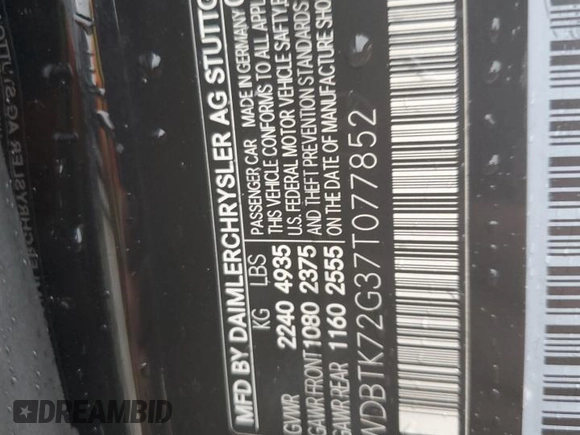 MFD BY DAIMLERCHRYSLER AG STUTTG
KG LBS
GVWR 2240 4935
GAWR FRONT 1080 2375
GAWR REAR 1160 2555
PASSENGER CAR MADE IN GERMANY
THIS VEHICLE CONFORMS TO ALL APPL
U.S. FEDERAL MOTOR VEHICLE SAFETY,
AND THEFT PREVENTION STANDARDS
ON THE DATE OF MANUFACTURE
WDBTK72G37T077852
DREAMBID